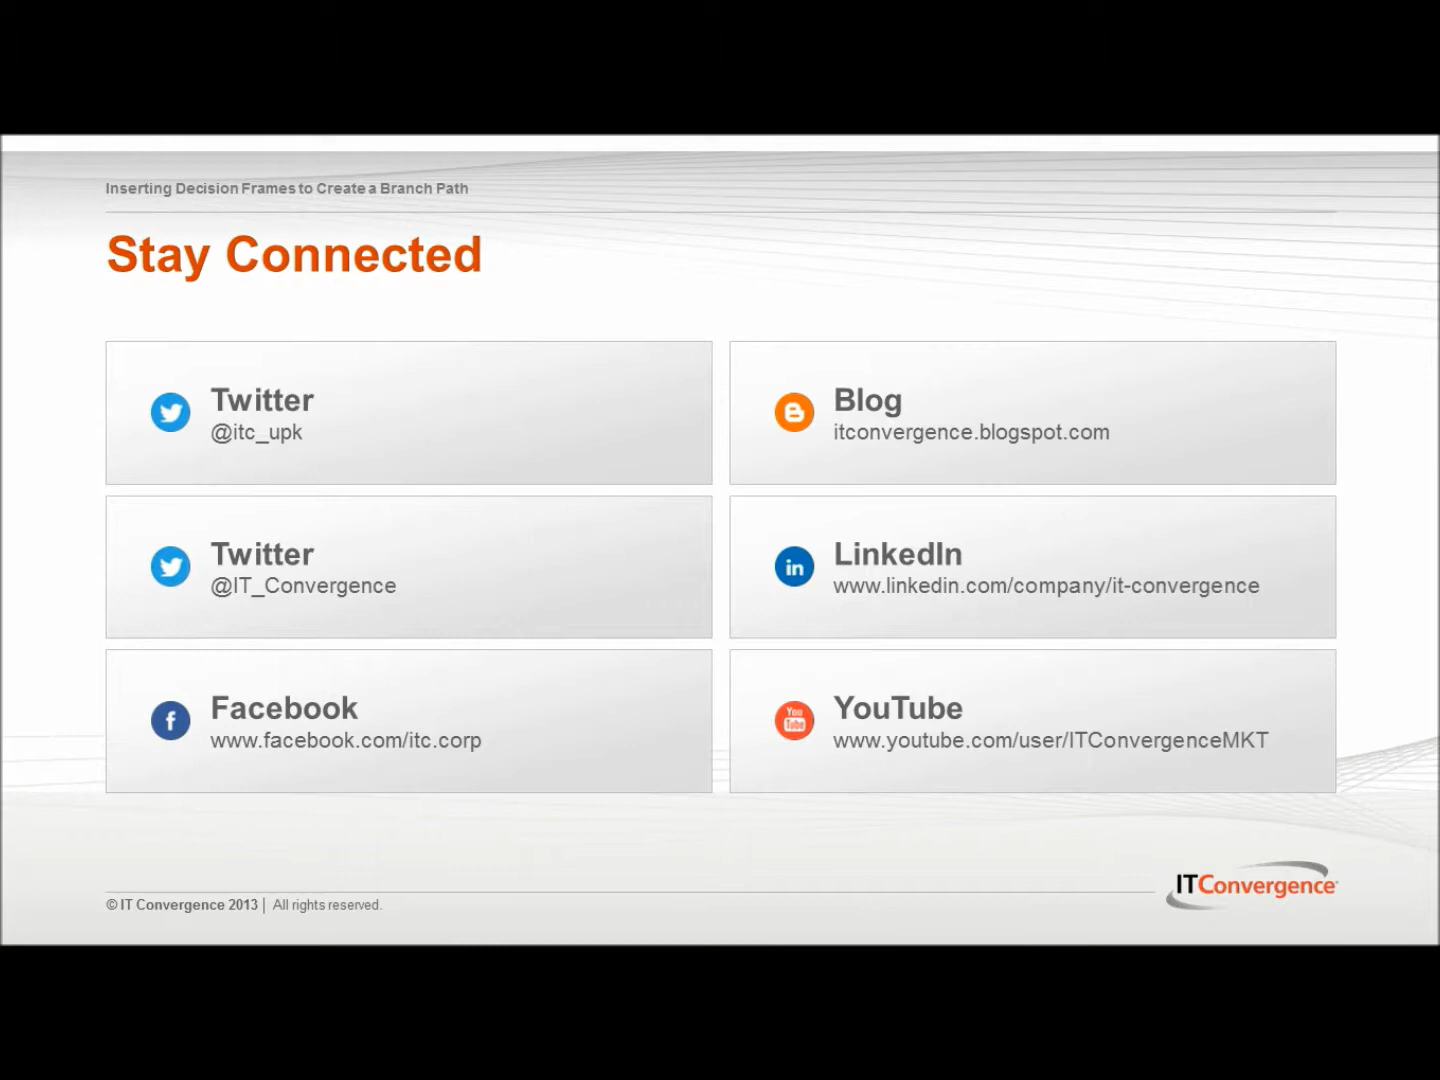 Inserting Decision Frames to Create a Branch Path
Stay Connected
Twitter
@itc_upk
Blog
itconvergence.blogspot.com
Twitter
@IT_Convergence
LinkedIn
www.linkedin.com/company/it-convergence
Facebook
www.facebook.com/itc.corp
You
Tube
YouTube
www.youtube.com/user/ITConvergenceMKT
ITConvergence
© IT Convergence 2013 | All rights reserved.